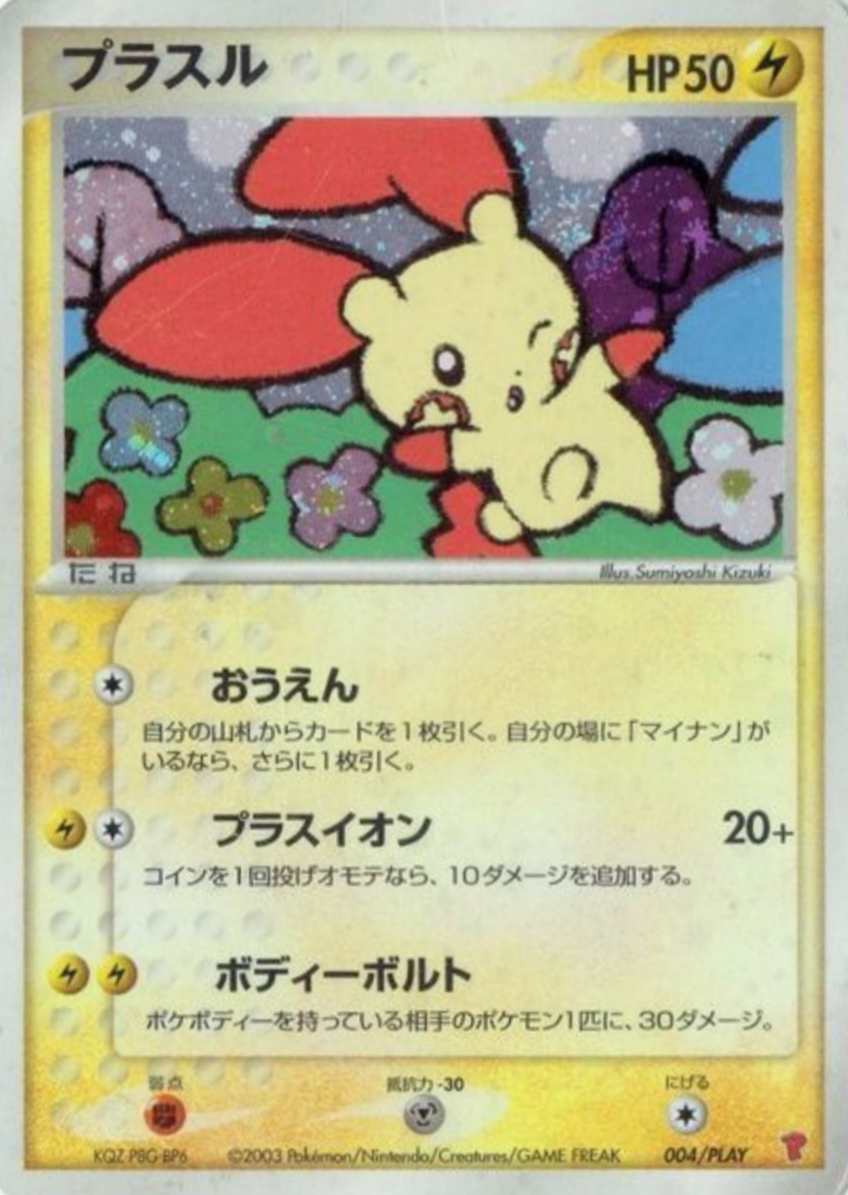 プラスル HP50
たね Illus.Sumiyoshi Kizuki
おうえん
自分の山札からカードを1枚引く。自分の場に「マイナン」が
いるなら、さらに1枚引く。
プラスイオン 20+
コインを1回投げオモテなら、10ダメージを追加する。
ボディーボルト
ポケボディーを持っている相手のポケモン1匹に、30ダメージ。
弱点 抵抗力 -30 にげる
KQZ P8G BP6 ©2003 Pokémon/Nintendo/Creatures/GAME FREAK 004/PLAY P